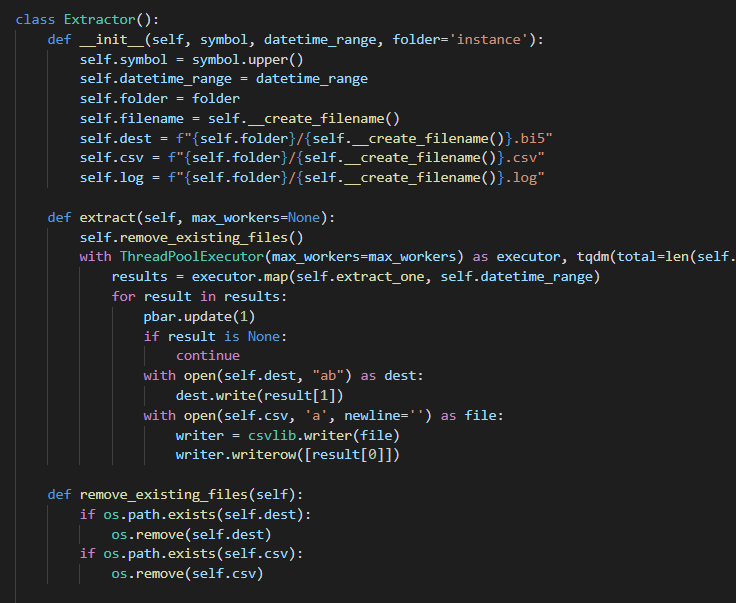 class Extractor():
    def __init__(self, symbol, datetime_range, folder='instance'):
        self.symbol = symbol.upper()
        self.datetime_range = datetime_range
        self.folder = folder
        self.filename = self.__create_filename()
        self.dest = f"{self.folder}/{self.__create_filename()}.bi5"
        self.csv = f"{self.folder}/{self.__create_filename()}.csv"
        self.log = f"{self.folder}/{self.__create_filename()}.log"

    def extract(self, max_workers=None):
        self.remove_existing_files()
        with ThreadPoolExecutor(max_workers=max_workers) as executor, tqdm(total=len(self.
            results = executor.map(self.extract_one, self.datetime_range)
            for result in results:
                pbar.update(1)
                if result is None:
                    continue
                with open(self.dest, "ab") as dest:
                    dest.write(result[1])
                with open(self.csv, 'a', newline='') as file:
                    writer = csvlib.writer(file)
                    writer.writerow([result[0]])

    def remove_existing_files(self):
        if os.path.exists(self.dest):
            os.remove(self.dest)
        if os.path.exists(self.csv):
            os.remove(self.csv)